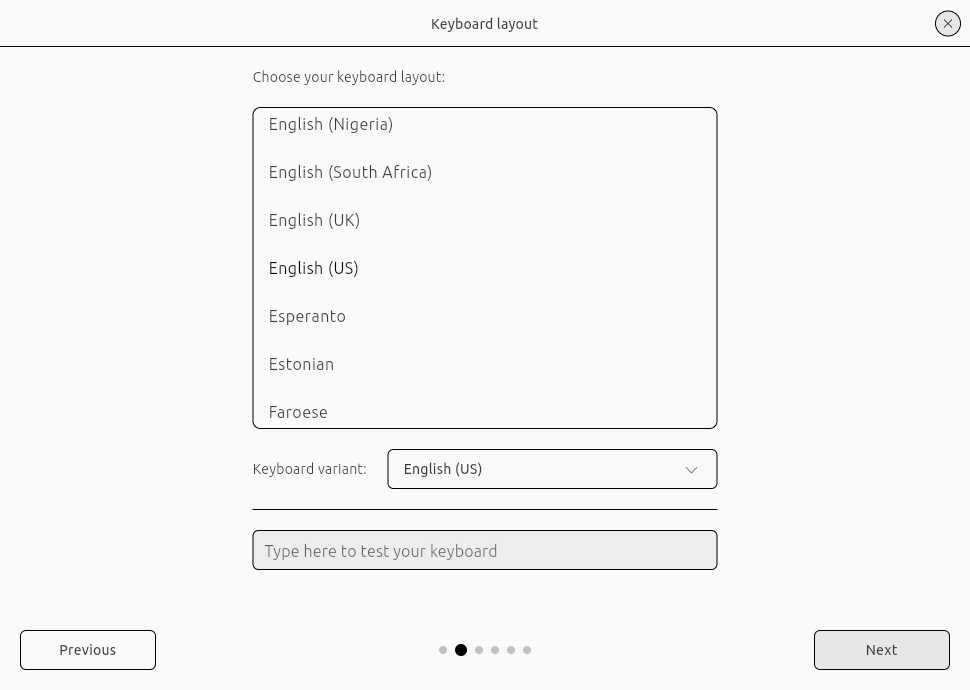 Keyboard layout
Choose your keyboard layout:
English (Nigeria)
English (South Africa)
English (UK)
English (US)
Esperanto
Estonian
Faroese
Keyboard variant: English (US)
Type here to test your keyboard
Previous Next